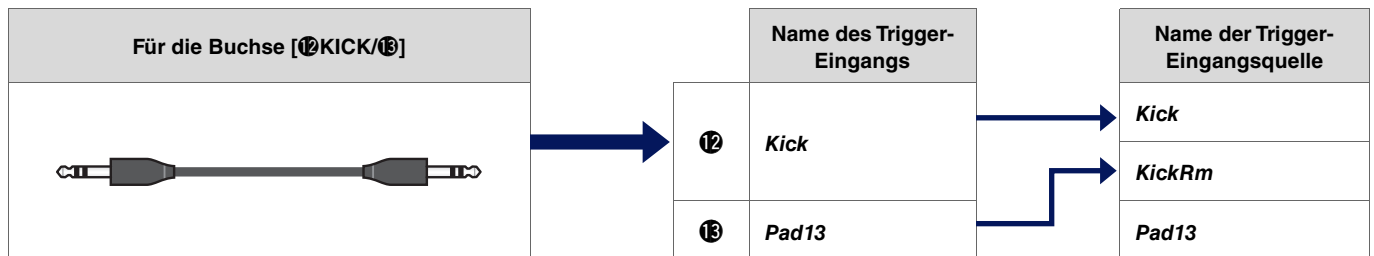 Für die Buchse [⓬KICK/⓭]
Name des Trigger-
Eingangs
Name der Trigger-
Eingangsquelle
⓬
Kick
Kick
KickRm
⓭
Pad13
Pad13